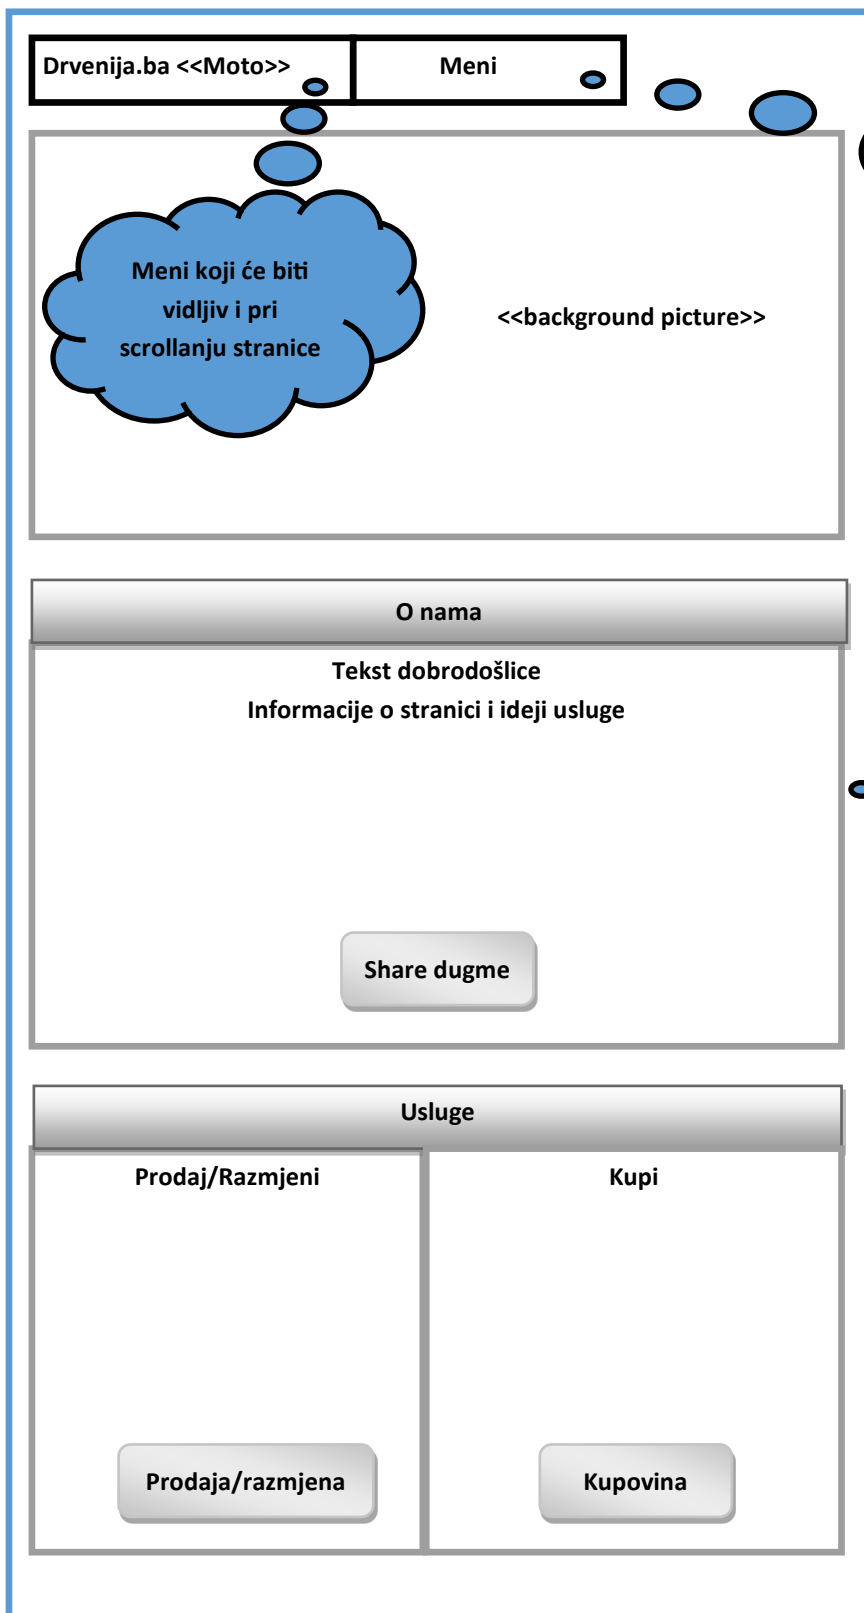 Drvenija.ba <<Moto>>
Meni
Meni koji će biti
vidljiv i pri
scrollanju stranice
<<background picture>>
O nama
Tekst dobrodošlice
Informacije o stranici i ideji usluge
Share dugme
Usluge
Prodaj/Razmjeni
Kupi
Prodaja/razmjena
Kupovina